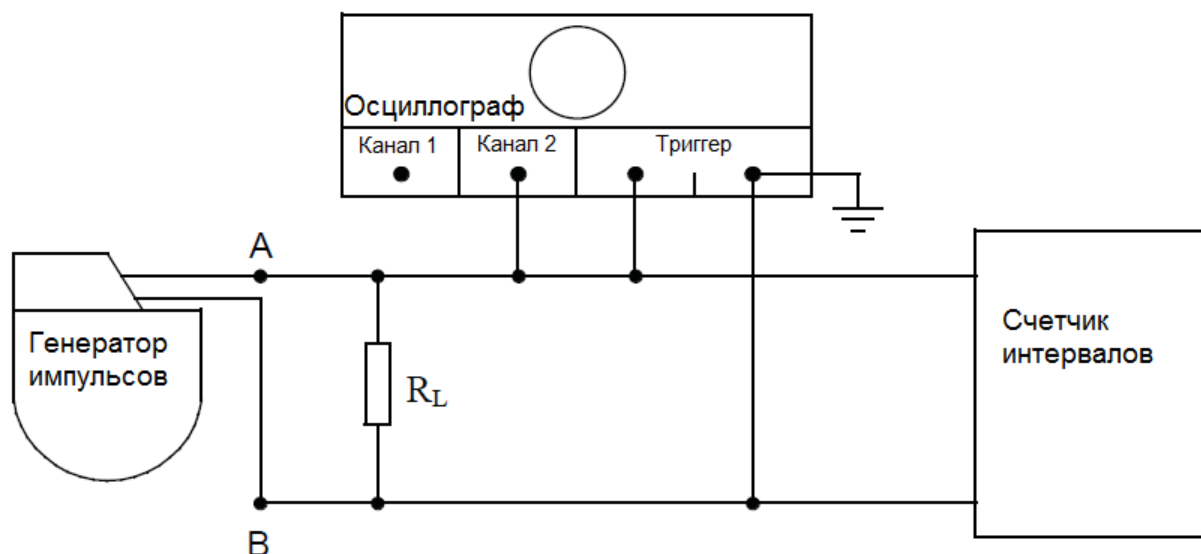 Осциллограф
Канал 1
Канал 2
Триггер
A
Генератор
импульсов
R_L
Счетчик
интервалов
B